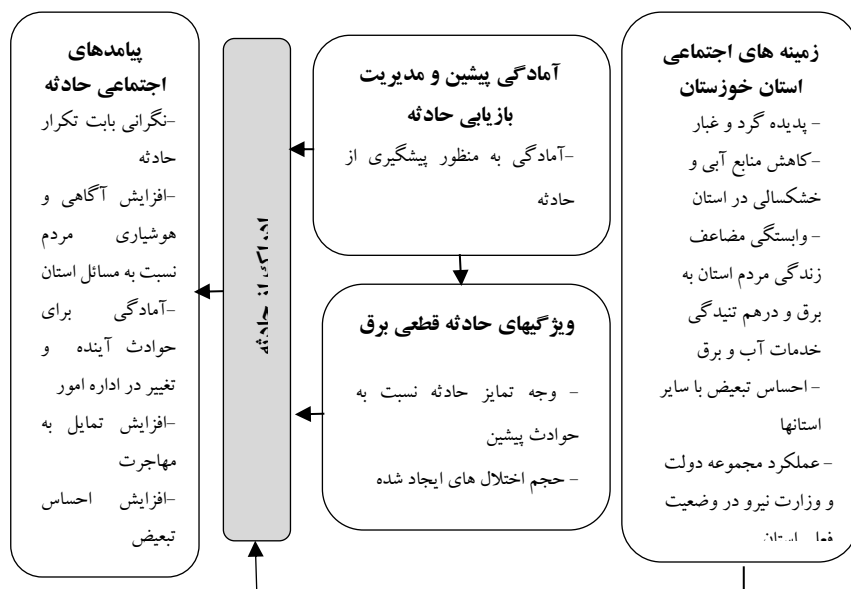 زمینه های اجتماعی
استان خوزستان
- پدیده گرد و غبار
-کاهش منابع آبی و
خشکسالی در استان
- وابستگی مضاعف
زندگی مردم استان به
برق و درهم تنیدگی
خدمات آب و برق
- احساس تبعیض با سایر
استانها
- عملکرد مجموعه دولت
و وزارت نیرو در وضعیت
فعلی استان
آمادگی پیشین و مدیریت
بازیابی حادثه
-آمادگی به منظور پیشگیری از
حادثه
ویژگیهای حادثه قطعی برق
- وجه تمایز حادثه نسبت به
حوادث پیشین
- حجم اختلال های ایجاد شده
از حادثه
پیامدهای
اجتماعی حادثه
-نگرانی بابت تکرار
حادثه
-افزایش آگاهی و
هوشیاری مردم
نسبت به مسائل استان
-آمادگی برای
حوادث آینده و
تغییر در اداره امور
-افزایش تمایل به
مهاجرت
-افزایش احساس
تبعیض